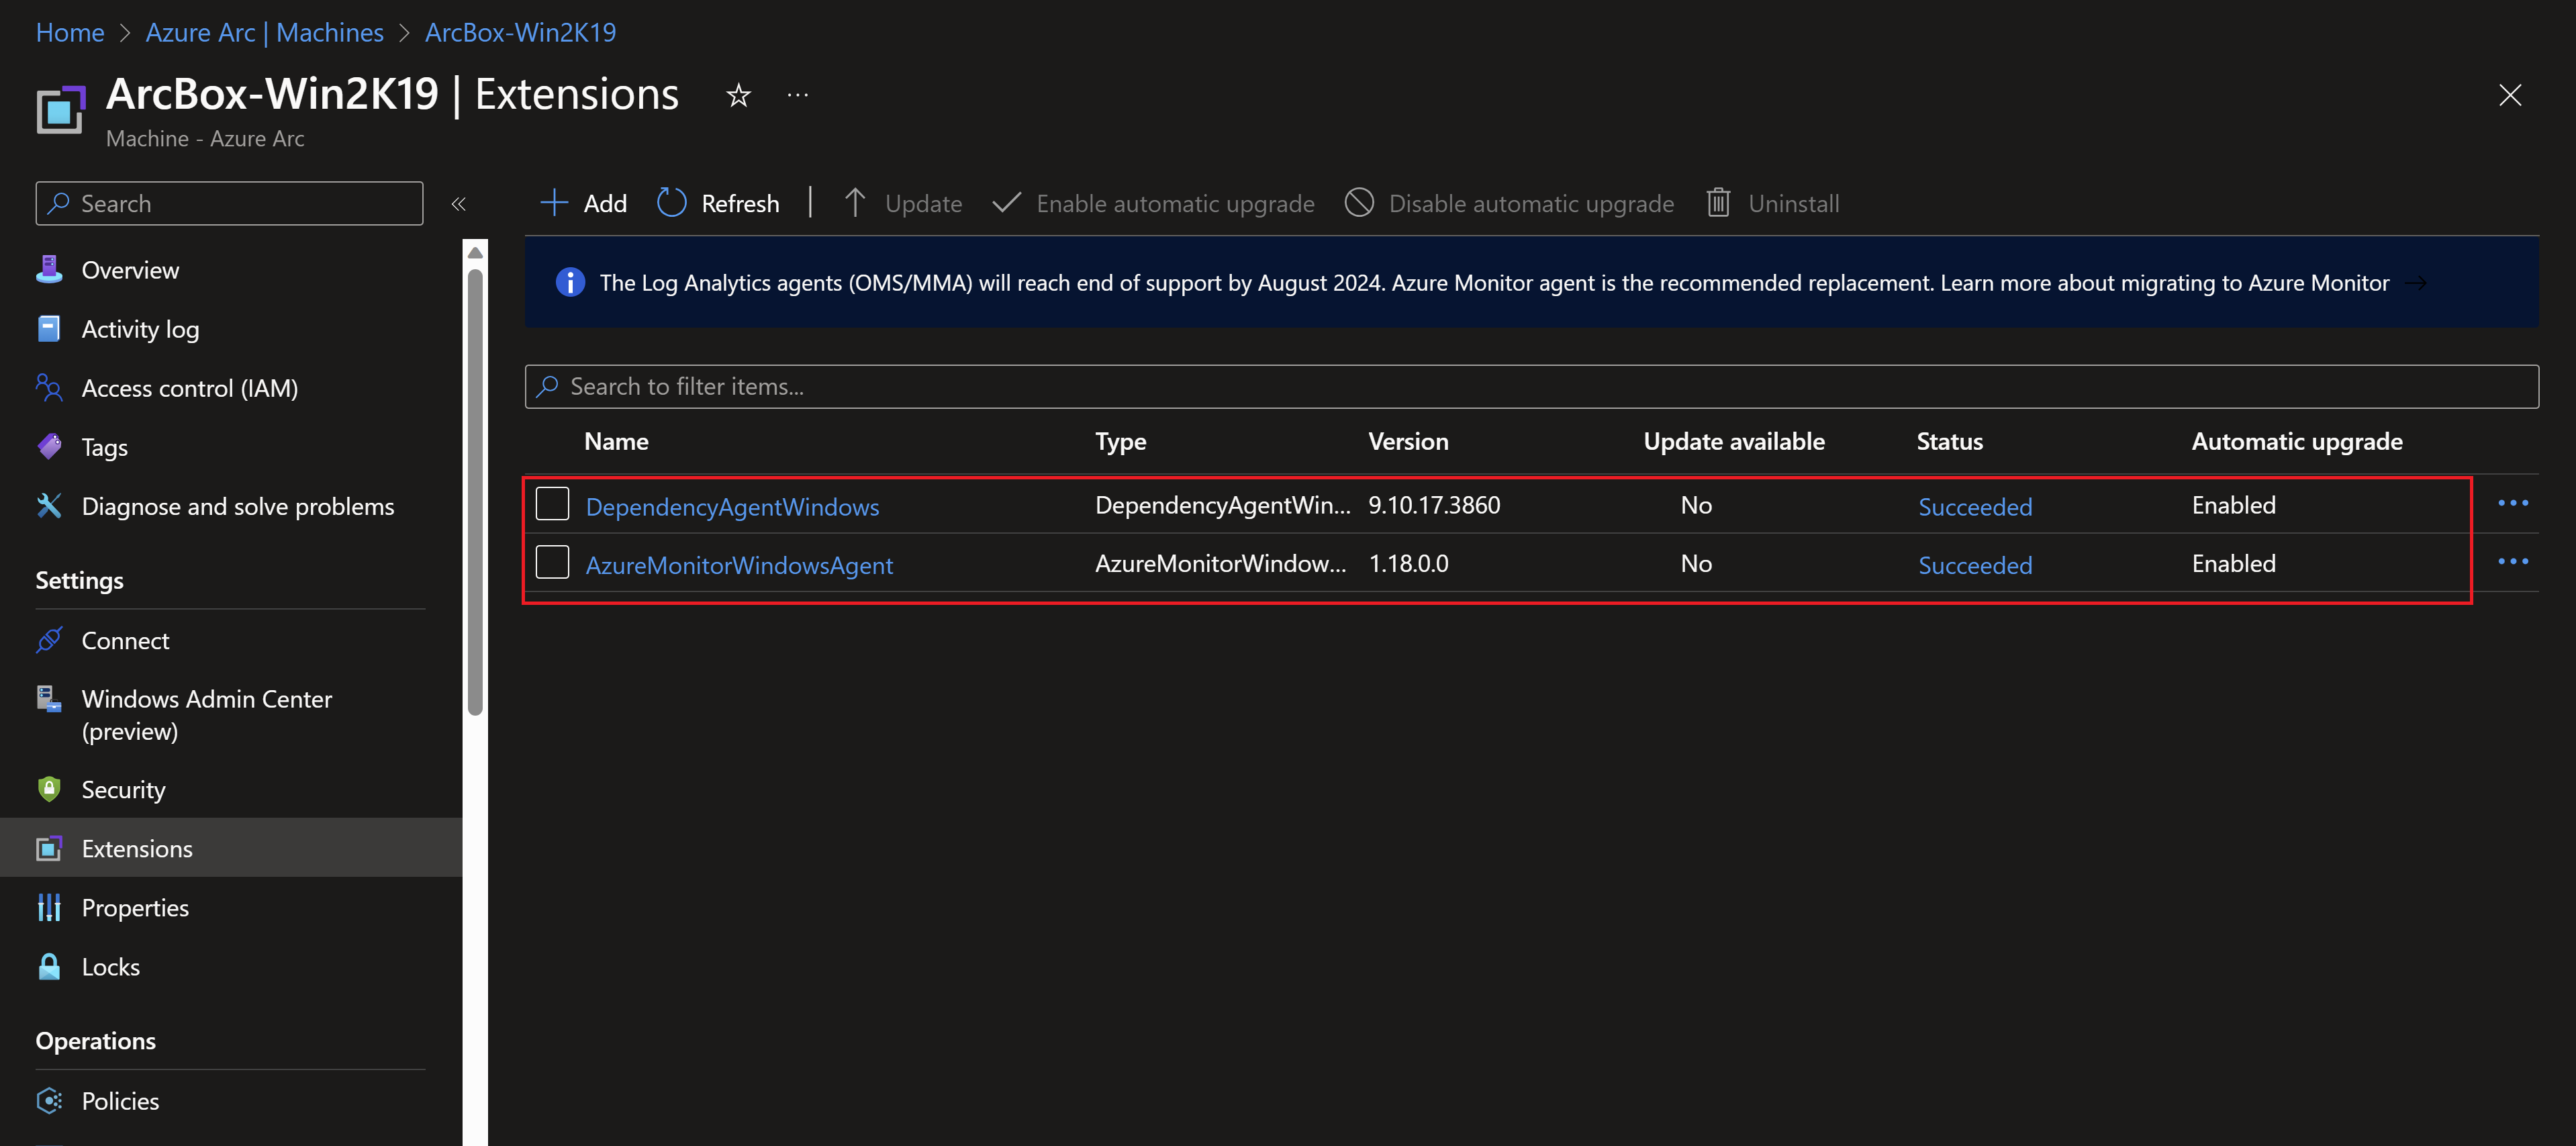 Home > Azure Arc | Machines > ArcBox-Win2K19
ArcBox-Win2K19 | Extensions
Machine - Azure Arc
Search
Overview
Activity log
Access control (IAM)
Tags
Diagnose and solve problems
Settings
Connect
Windows Admin Center
(preview)
Security
Extensions
Properties
Locks
Operations
Policies
Add Refresh Update Enable automatic upgrade Disable automatic upgrade Uninstall
The Log Analytics agents (OMS/MMA) will reach end of support by August 2024. Azure Monitor agent is the recommended replacement. Learn more about migrating to Azure Monitor →
Search to filter items...
Name Type Version Update available Status Automatic upgrade
DependencyAgentWindows DependencyAgentWin... 9.10.17.3860 No Succeeded Enabled
AzureMonitorWindowsAgent AzureMonitorWindow... 1.18.0.0 No Succeeded Enabled